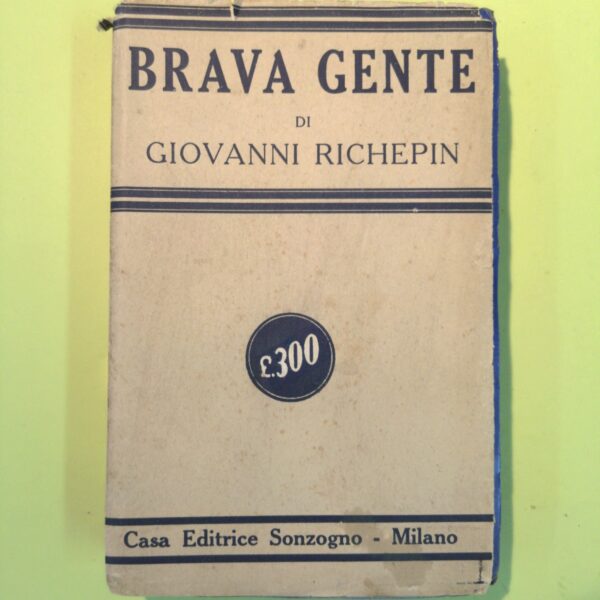 BRAVA GENTE
DI
GIOVANNI RICHEPIN
£.300
Casa Editrice Sonzogno - Milano